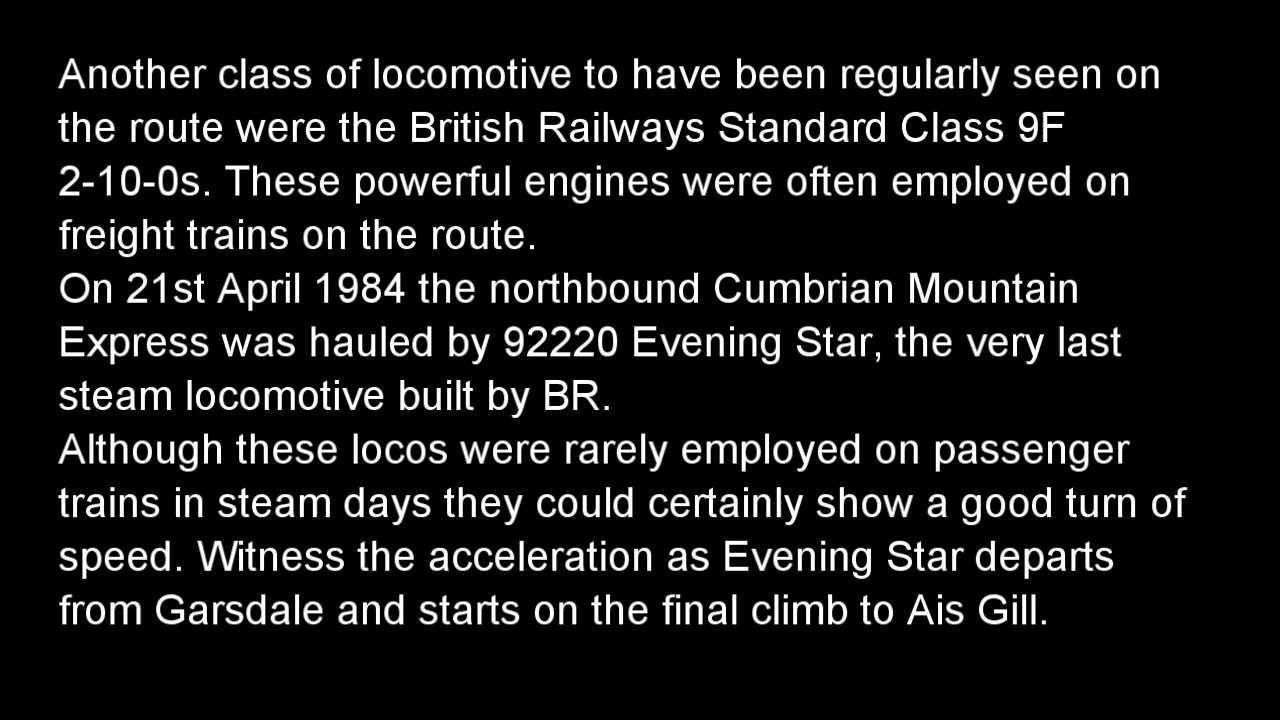 Another class of locomotive to have been regularly seen on
the route were the British Railways Standard Class 9F
2-10-0s. These powerful engines were often employed on
freight trains on the route.
On 21st April 1984 the northbound Cumbrian Mountain
Express was hauled by 92220 Evening Star, the very last
steam locomotive built by BR.
Although these locos were rarely employed on passenger
trains in steam days they could certainly show a good turn of
speed. Witness the acceleration as Evening Star departs
from Garsdale and starts on the final climb to Ais Gill.